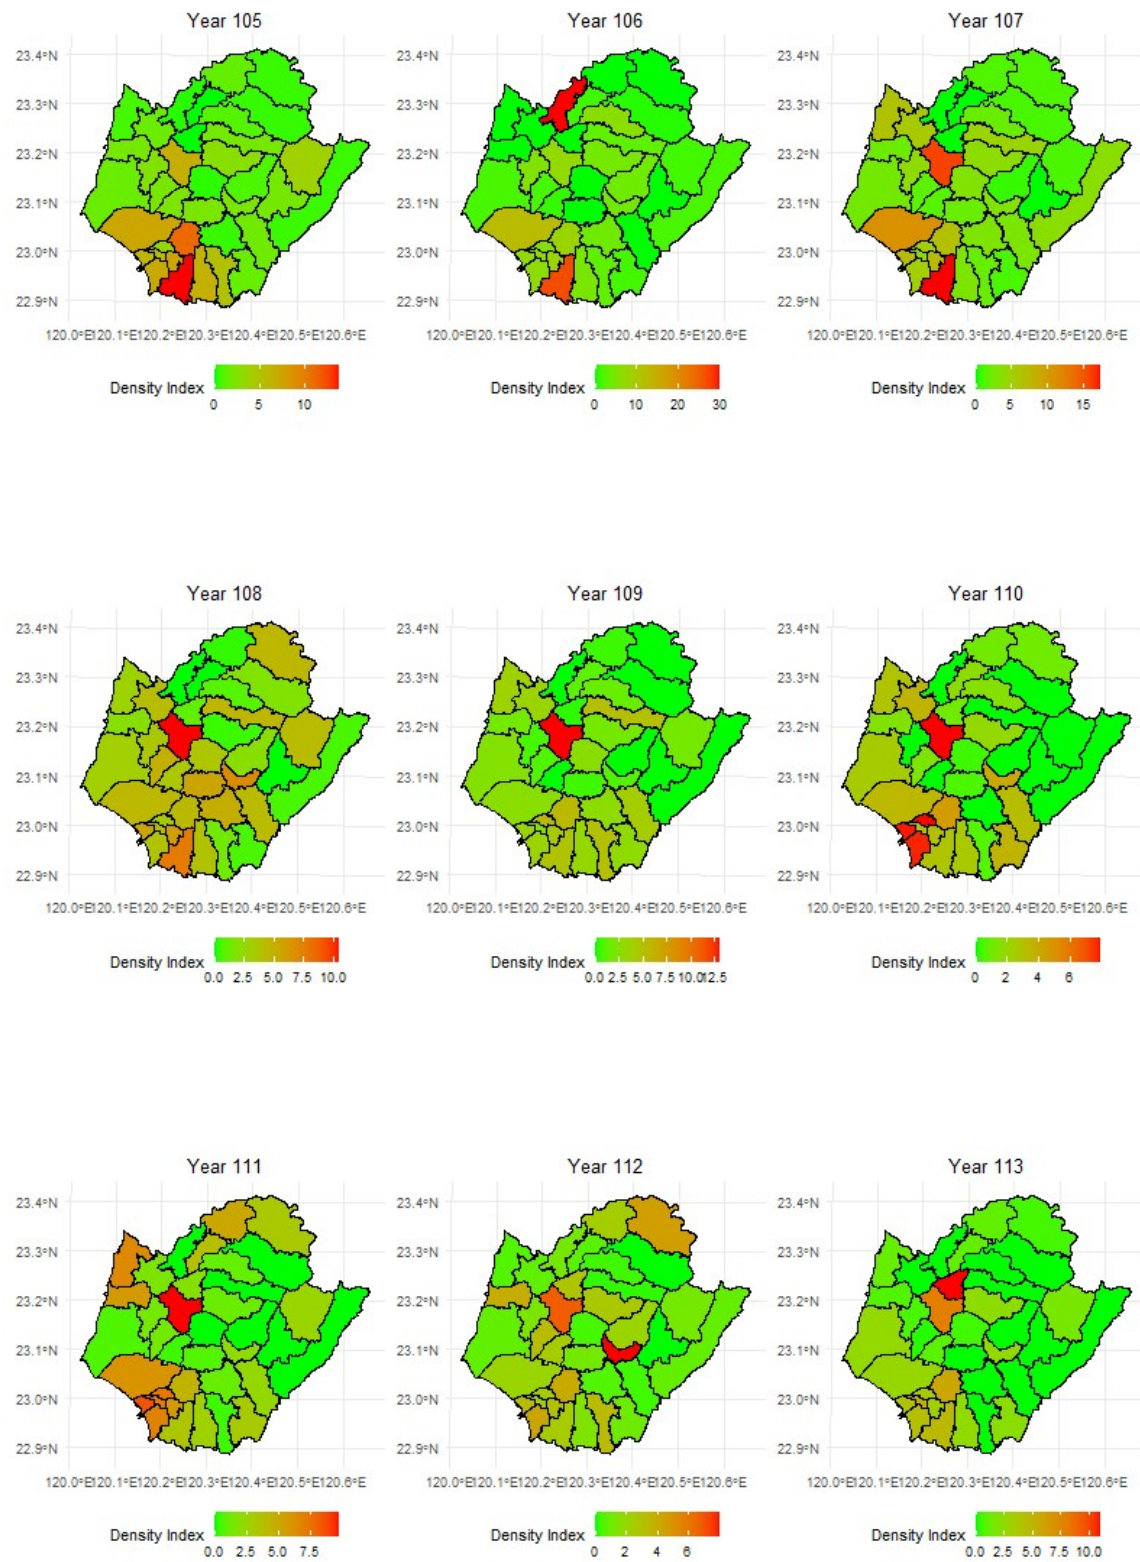 Year 105 Year 106 Year 107
23.4°N 23.4°N 23.4°N
23.3°N 23.3°N 23.3°N
23.2°N 23.2°N 23.2°N
23.1°N 23.1°N 23.1°N
23.0°N 23.0°N 23.0°N
22.9°N 22.9°N 22.9°N
120.0°E120.1°E120.2°E120.3°E120.4°E120.5°E120.6°E 120.0°E120.1°E120.2°E120.3°E120.4°E120.5°E120.6°E 120.0°E120.1°E120.2°E120.3°E120.4°E120.5°E120.6°E
Density Index Density Index Density Index
0 5 10 0 10 20 30 0 5 10 15
Year 108 Year 109 Year 110
23.4°N 23.4°N 23.4°N
23.3°N 23.3°N 23.3°N
23.2°N 23.2°N 23.2°N
23.1°N 23.1°N 23.1°N
23.0°N 23.0°N 23.0°N
22.9°N 22.9°N 22.9°N
120.0°E120.1°E120.2°E120.3°E120.4°E120.5°E120.6°E 120.0°E120.1°E120.2°E120.3°E120.4°E120.5°E120.6°E 120.0°E120.1°E120.2°E120.3°E120.4°E120.5°E120.6°E
Density Index Density Index Density Index
0.0 2.5 5.0 7.5 10.0 0.0 2.5 5.0 7.5 10.0 12.5 0 2 4 6
Year 111 Year 112 Year 113
23.4°N 23.4°N 23.4°N
23.3°N 23.3°N 23.3°N
23.2°N 23.2°N 23.2°N
23.1°N 23.1°N 23.1°N
23.0°N 23.0°N 23.0°N
22.9°N 22.9°N 22.9°N
120.0°E120.1°E120.2°E120.3°E120.4°E120.5°E120.6°E 120.0°E120.1°E120.2°E120.3°E120.4°E120.5°E120.6°E 120.0°E120.1°E120.2°E120.3°E120.4°E120.5°E120.6°E
Density Index Density Index Density Index
0.0 2.5 5.0 7.5 0 2 4 6 0.0 2.5 5.0 7.5 10.0